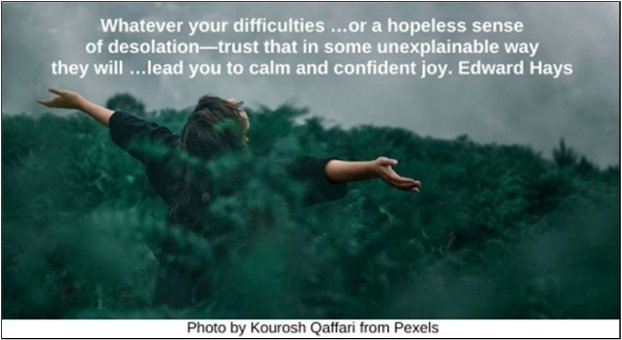 Whatever your difficulties …or a hopeless sense
of desolation—trust that in some unexplainable way
they will …lead you to calm and confident joy. Edward Hays
Photo by Kourosh Qaffari from Pexels